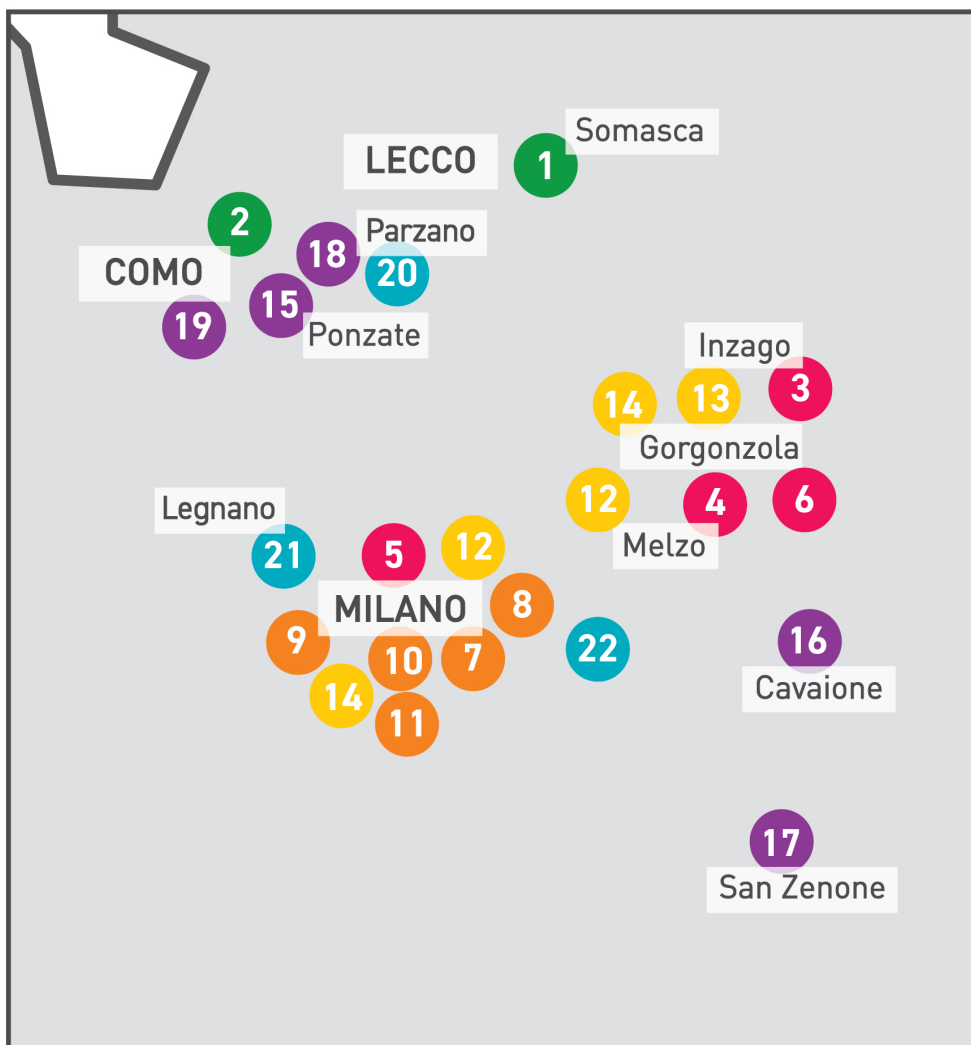 Somasca
LECCO
1
2
Parzano
18
COMO
20
15
19
Ponzate
Inzago
3
14
13
Gorgonzola
12
4
6
Legnano
Melzo
21
5
12
MILANO
8
9
10
7
22
16
14
Cavaione
11
17
San Zenone